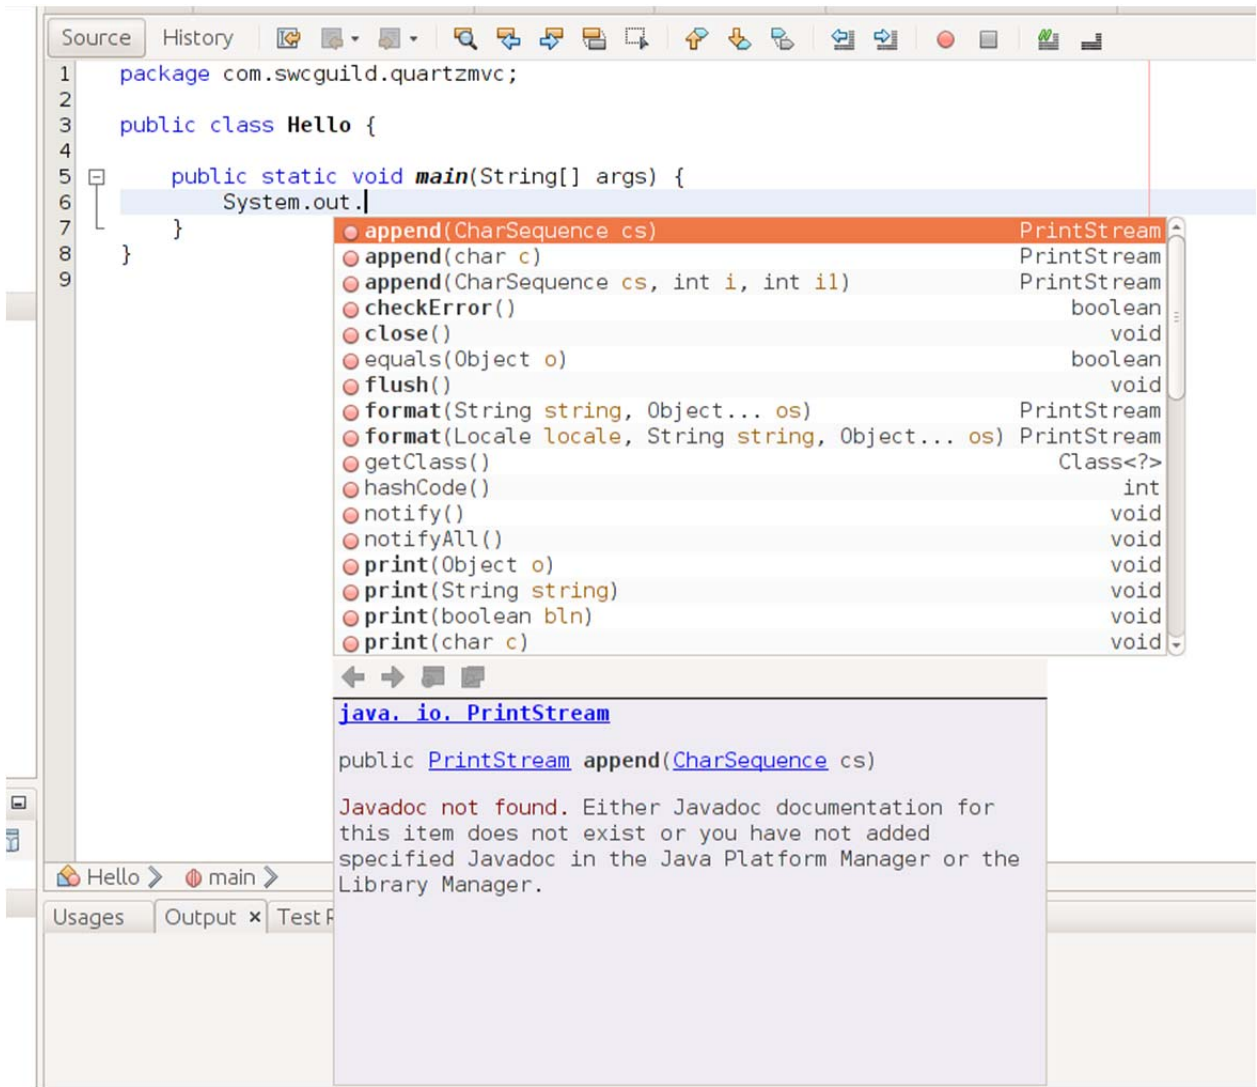 Source History
1 package com.swcguild.quartzmvc;
2
3 public class Hello {
4
5 public static void main(String[] args) {
6 System.out.
7 }
8 }
9
append(CharSequence cs) PrintStream
append(char c) PrintStream
append(CharSequence cs, int i, int i1) PrintStream
checkError() boolean
close() void
equals(Object o) boolean
flush() void
format(String string, Object... os) PrintStream
format(Locale locale, String string, Object... os) PrintStream
getClass() Class<?>
hashCode() int
notify() void
notifyAll() void
print(Object o) void
print(String string) void
print(boolean bln) void
print(char c) void
java. io. PrintStream
public PrintStream append(CharSequence cs)
Javadoc not found. Either Javadoc documentation for
this item does not exist or you have not added
specified Javadoc in the Java Platform Manager or the
Library Manager.
Hello main
Usages Output Test